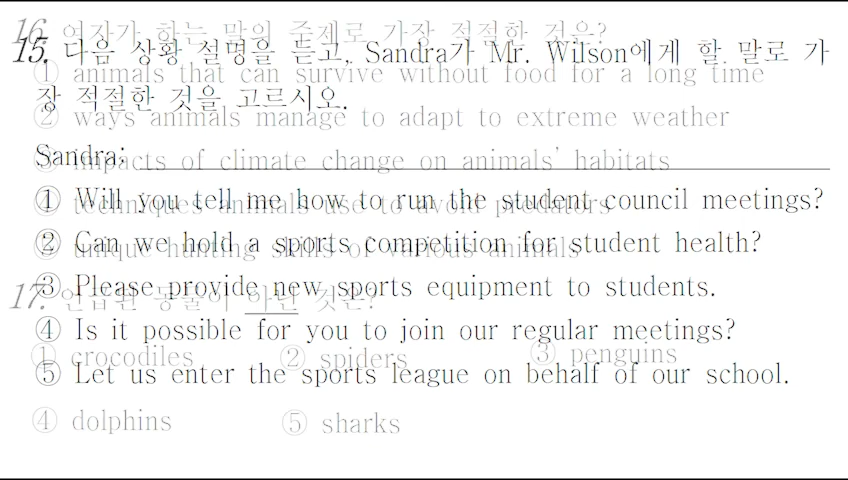 16. 여자가 하는 말의 주제로 가장 적절한 것은?
15. 다음 상황 설명을 듣고, Sandra가 Mr. Wilson에게 할 말로 가
① animals that can survive without food for a long time
장 적절한 것을 고르시오.
② ways animals manage to adapt to extreme weather
Sandra:
③ impacts of climate change on animals' habitats
① Will you tell me how to run the student council meetings?
④ techniques animals use to avoid predators
② Can we hold a sports competition for student health?
⑤ unique hunting skills of various animals
③ Please provide new sports equipment to students.
17. 언급된 동물이 아닌 것은?
④ Is it possible for you to join our regular meetings?
① crocodiles ② spiders ③ penguins
⑤ Let us enter the sports league on behalf of our school.
④ dolphins ⑤ sharks